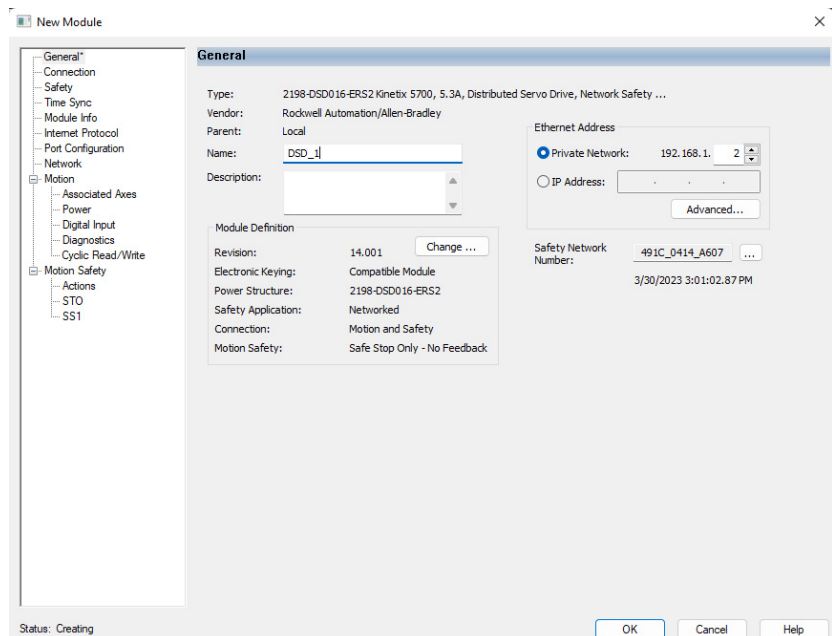 New Module
General*
Connection
Safety
Time Sync
Module Info
Internet Protocol
Port Configuration
Network
Motion
Associated Axes
Power
Digital Input
Diagnostics
Cyclic Read/Write
Motion Safety
Actions
STO
SS1
General
Type: 2198-DSD016-ERS2 Kinetix 5700, 5.3A, Distributed Servo Drive, Network Safety ...
Vendor: Rockwell Automation/Allen-Bradley
Parent: Local
Name: DSD_1
Description:
Module Definition
Revision: 14.001 Change ...
Electronic Keying: Compatible Module
Power Structure: 2198-DSD016-ERS2
Safety Application: Networked
Connection: Motion and Safety
Motion Safety: Safe Stop Only - No Feedback
Ethernet Address
Private Network: 192.168.1. 2
IP Address: . . .
Advanced...
Safety Network
Number: 491C_0414_A607 ...
3/30/2023 3:01:02.87 PM
Status: Creating
OK Cancel Help